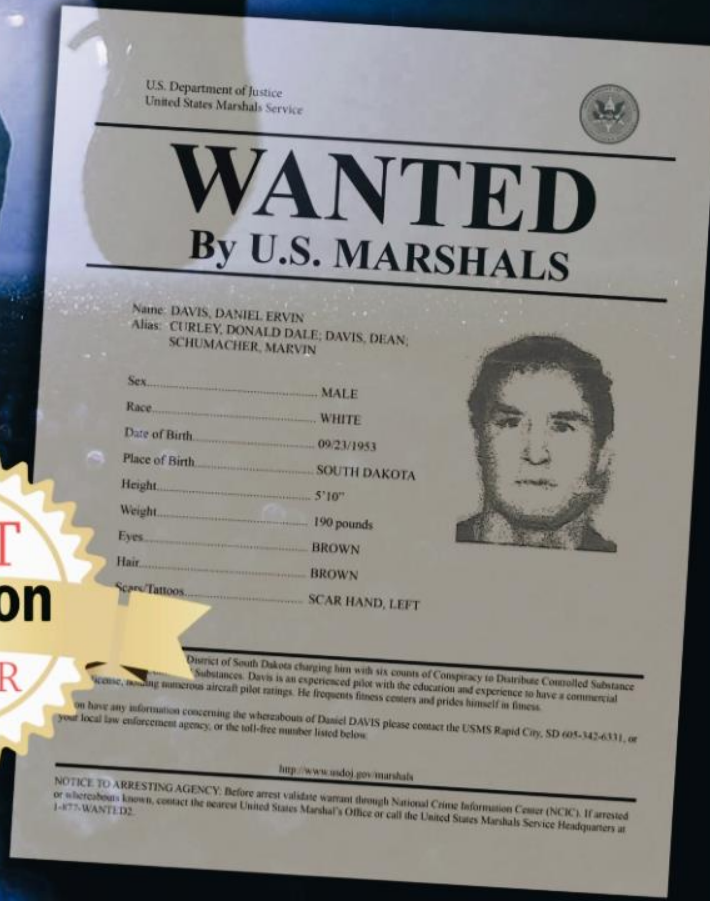 U.S. Department of Justice
United States Marshals Service
WANTED
By U.S. MARSHALS
Name: DAVIS, DANIEL ERVIN
Alias: CURLEY, DONALD DALE; DAVIS, DEAN;
SCHUMACHER, MARVIN
Sex MALE
Race WHITE
Date of Birth 09/23/1953
Place of Birth SOUTH DAKOTA
Height 5'10"
Weight 190 pounds
Eyes BROWN
Hair BROWN
Scars/Tattoos SCAR HAND, LEFT
T
on
R
District of South Dakota charging him with six counts of Conspiracy to Distribute Controlled Substance
Substances. Davis is an experienced pilot with the education and experience to have a commercial
license, holding numerous aircraft pilot ratings. He frequents fitness centers and prides himself in fitness.
on have any information concerning the whereabouts of Daniel DAVIS please contact the USMS Rapid City, SD 605-342-6331, or
your local law enforcement agency, or the toll-free number listed below.
http://www.usdoj.gov/marshals
NOTICE TO ARRESTING AGENCY: Before arrest validate warrant through National Crime Information Center (NCIC). If arrested
or whereabouts known, contact the nearest United States Marshal's Office or call the United States Marshals Service Headquarters at
1-877-WANTED2.